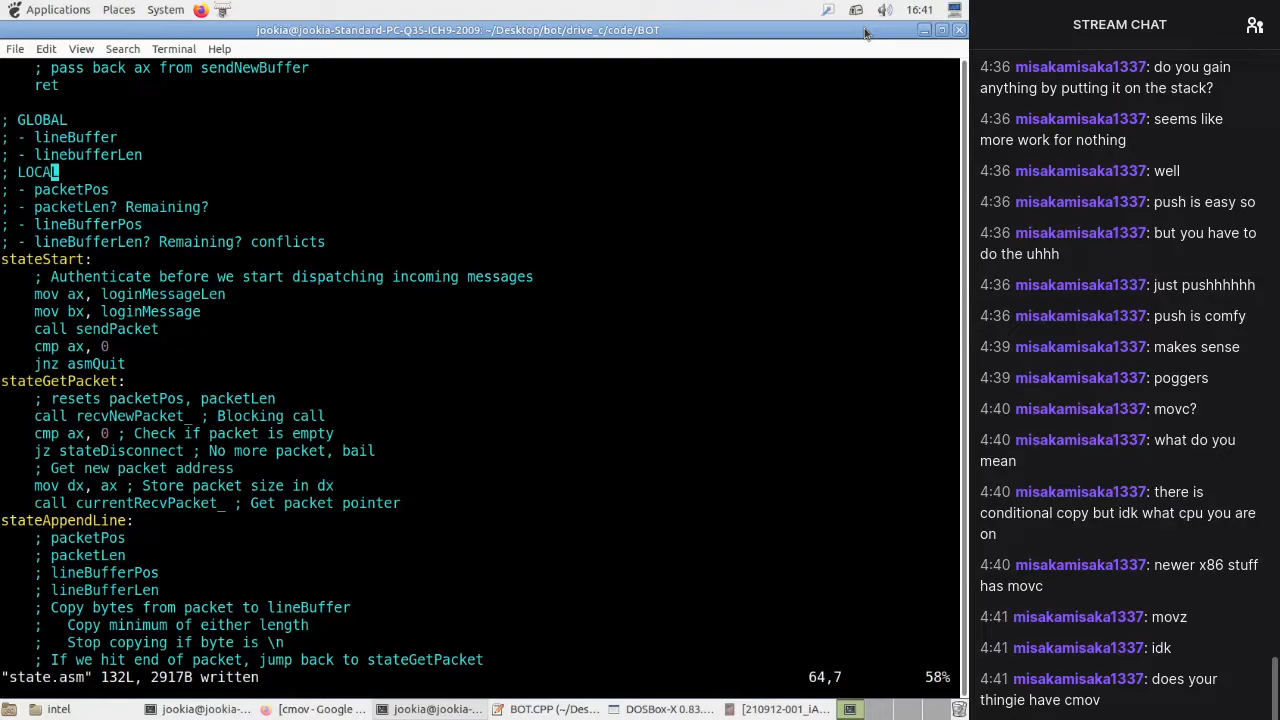 Applications Places System 16:41
jookia@jookia-Standard-PC-Q35-ICH9-2009: ~/Desktop/bot/drive_c/code/BOT
File Edit View Search Terminal Help
; pass back ax from sendNewBuffer
ret
; GLOBAL
; - lineBuffer
; - linebufferLen
; LOCAL
; - packetPos
; - packetLen? Remaining?
; - lineBufferPos
; - lineBufferLen? Remaining? conflicts
stateStart:
; Authenticate before we start dispatching incoming messages
mov ax, loginMessageLen
mov bx, loginMessage
call sendPacket
cmp ax, 0
jnz asmQuit
stateGetPacket:
; resets packetPos, packetLen
call recvNewPacket_ ; Blocking call
cmp ax, 0 ; Check if packet is empty
jz stateDisconnect ; No more packet, bail
; Get new packet address
mov dx, ax ; Store packet size in dx
call currentRecvPacket_ ; Get packet pointer
stateAppendLine:
; packetPos
; packetLen
; lineBufferPos
; lineBufferLen
; Copy bytes from packet to lineBuffer
;   Copy minimum of either length
;   Stop copying if byte is \n
; If we hit end of packet, jump back to stateGetPacket
"state.asm" 132L, 2917B written 64,7 58%
intel jookia@jookia-... [cmov - Google ... jookia@jookia-... BOT.CPP (~/Des... DOSBox-X 0.83.... [210912-001_iA...
STREAM CHAT
4:36 misakamisaka1337: do you gain
anything by putting it on the stack?
4:36 misakamisaka1337: seems like
more work for nothing
4:36 misakamisaka1337: well
4:36 misakamisaka1337: push is easy so
4:36 misakamisaka1337: but you have to
do the uhhh
4:36 misakamisaka1337: just pushhhhhh
4:36 misakamisaka1337: push is comfy
4:39 misakamisaka1337: makes sense
4:39 misakamisaka1337: poggers
4:40 misakamisaka1337: movc?
4:40 misakamisaka1337: what do you
mean
4:40 misakamisaka1337: there is
conditional copy but idk what cpu you are
on
4:40 misakamisaka1337: newer x86 stuff
has movc
4:41 misakamisaka1337: movz
4:41 misakamisaka1337: idk
4:41 misakamisaka1337: does your
thingie have cmov